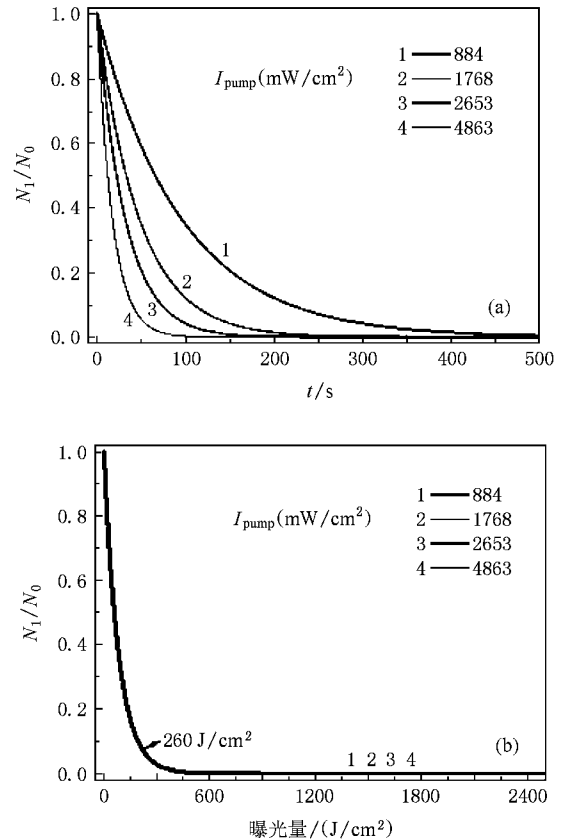 1.0
0.8
0.6
0.4
0.2
0.0
N₁/N₀
I_pump(mW/cm²)
1 884
2 1768
3 2653
4 4863
1
2
3
4
(a)
0 100 200 300 400 500
t/s
1.0
0.8
0.6
0.4
0.2
0.0
N₁/N₀
I_pump(mW/cm²)
1 884
2 1768
3 2653
4 4863
260 J/cm²
1 2 3 4
(b)
0 600 1200 1800 2400
曝光量/(J/cm²)